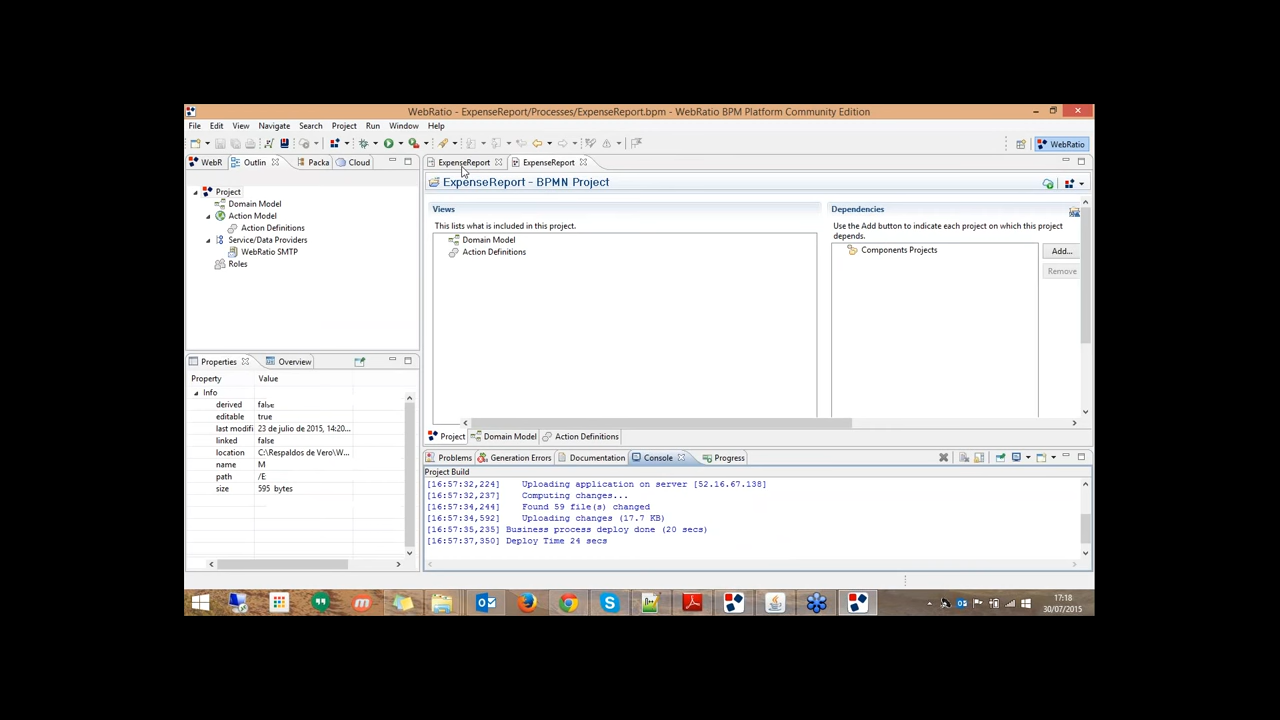 WebRatio - ExpenseReport/Processes/ExpenseReport.bpm - WebRatio BPM Platform Community Edition
File Edit View Navigate Search Project Run Window Help
WebRatio
WebR Outlin Packa Cloud
ExpenseReport ExpenseReport
ExpenseReport - BPMN Project
Project
Domain Model
Action Model
Action Definitions
Service/Data Providers
WebRatio SMTP
Roles
Views
This lists what is included in this project.
Domain Model
Action Definitions
Dependencies
Use the Add button to indicate each project on which this project
depends.
Components Projects
Add...
Remove
Project Domain Model Action Definitions
Properties Overview
Property Value
Info
derived false
editable true
last modifi 23 de julio de 2015, 14:20...
linked false
location C:\Respaldos de Vero\W...
name M
path /E
size 595 bytes
Problems Generation Errors Documentation Console Progress
Project Build
[16:57:32,224] Uploading application on server [52.16.67.138]
[16:57:32,237] Computing changes...
[16:57:34,244] Found 59 file(s) changed
[16:57:34,592] Uploading changes (17.7 KB)
[16:57:35,235] Business process deploy done (20 secs)
[16:57:37,350] Deploy Time 24 secs
17:18
30/07/2015